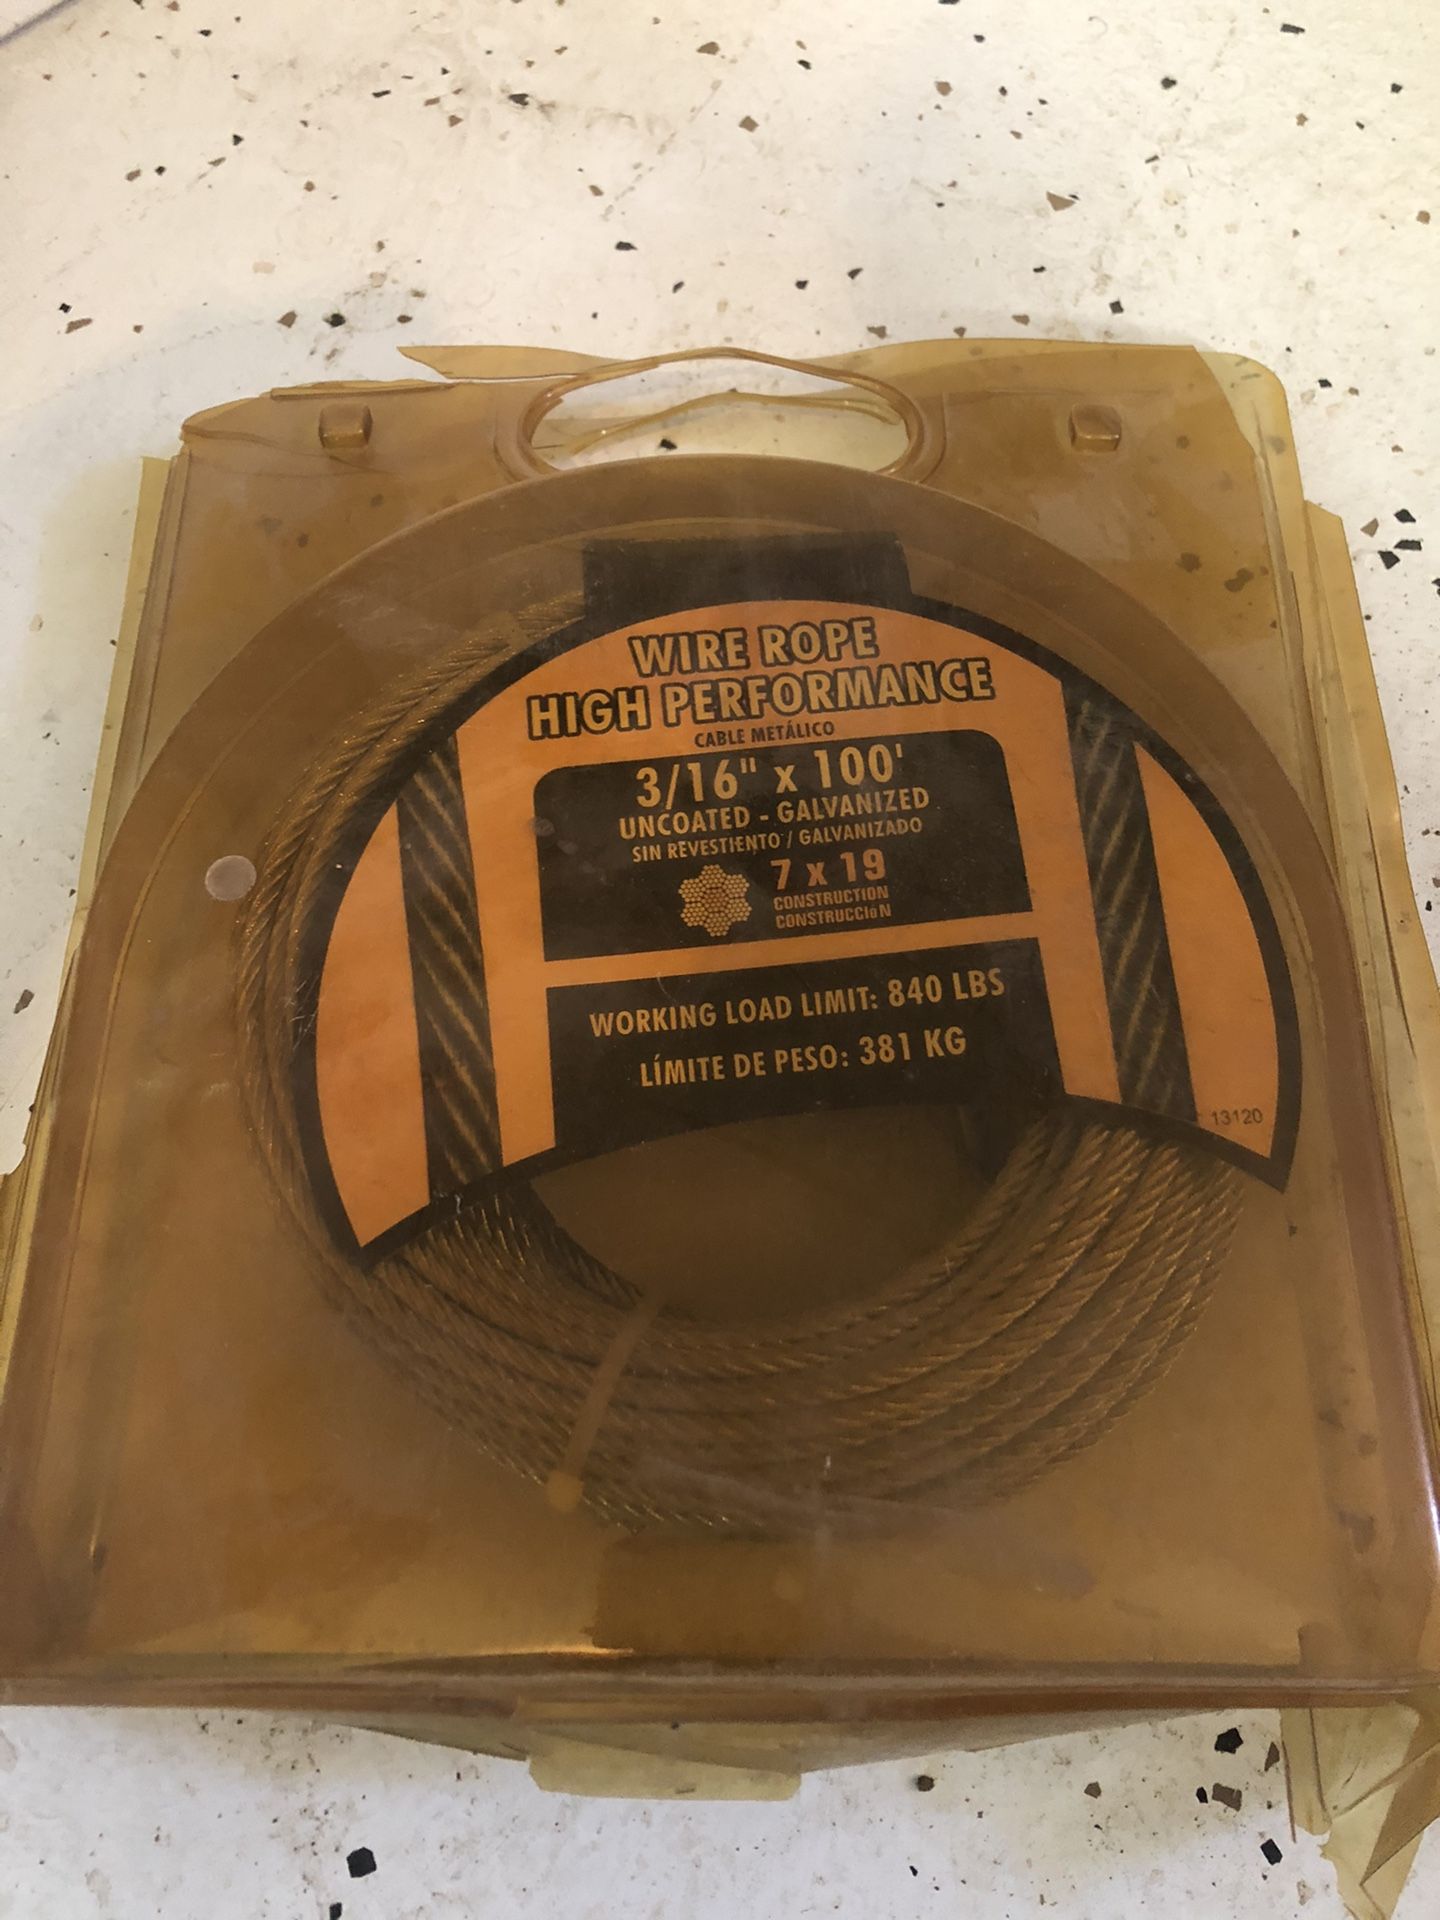 WIRE ROPE
HIGH PERFORMANCE
CABLE METÁLICO
3/16" x 100'
UNCOATED - GALVANIZED
SIN REVESTIENTO / GALVANIZADO
7 x 19
CONSTRUCTION
CONSTRUCCIóN
WORKING LOAD LIMIT: 840 LBS
LÍMITE DE PESO: 381 KG
13120